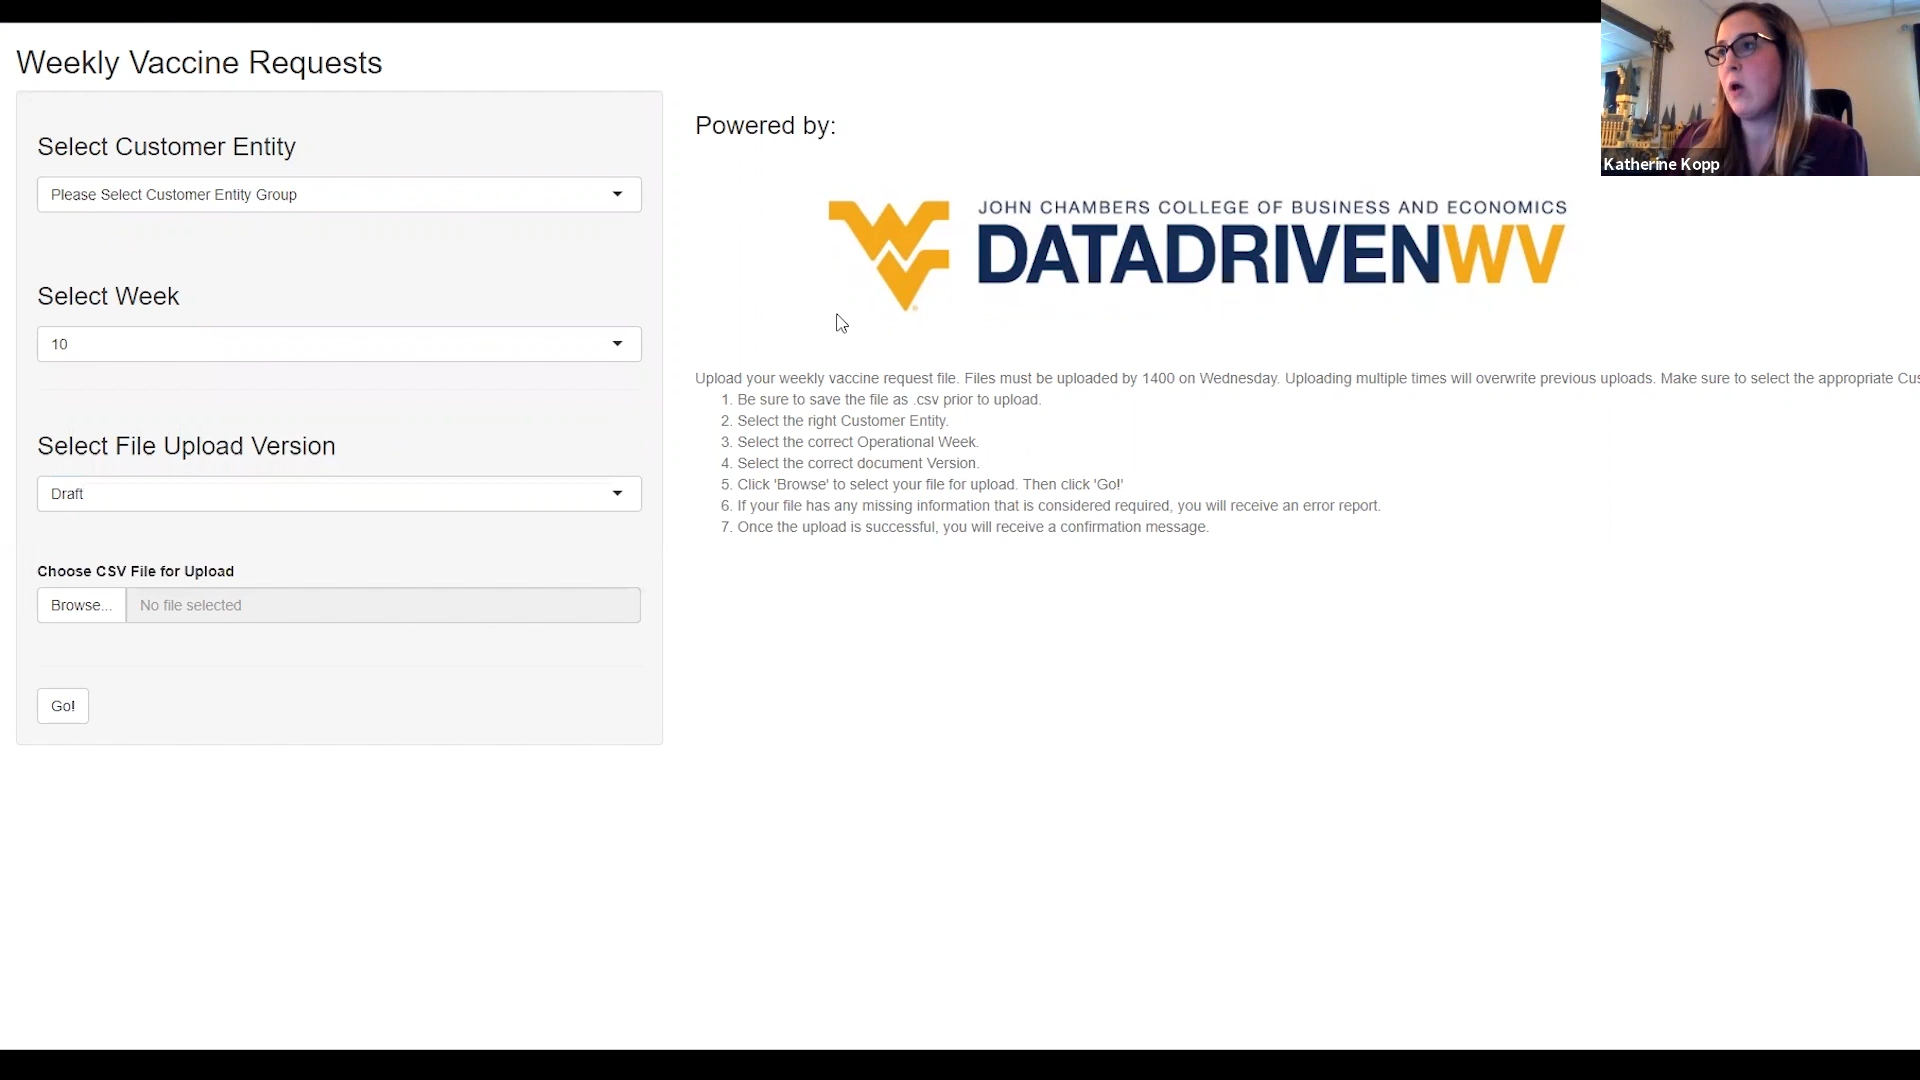 Weekly Vaccine Requests
Select Customer Entity
Please Select Customer Entity Group
Select Week
10
Select File Upload Version
Draft
Choose CSV File for Upload
Browse... No file selected
Go!
Powered by:
JOHN CHAMBERS COLLEGE OF BUSINESS AND ECONOMICS
DATADRIVENWV
Upload your weekly vaccine request file. Files must be uploaded by 1400 on Wednesday. Uploading multiple times will overwrite previous uploads. Make sure to select the appropriate Cus
1. Be sure to save the file as .csv prior to upload.
2. Select the right Customer Entity.
3. Select the correct Operational Week.
4. Select the correct document Version.
5. Click 'Browse' to select your file for upload. Then click 'Go!'
6. If your file has any missing information that is considered required, you will receive an error report.
7. Once the upload is successful, you will receive a confirmation message.
Katherine Kopp